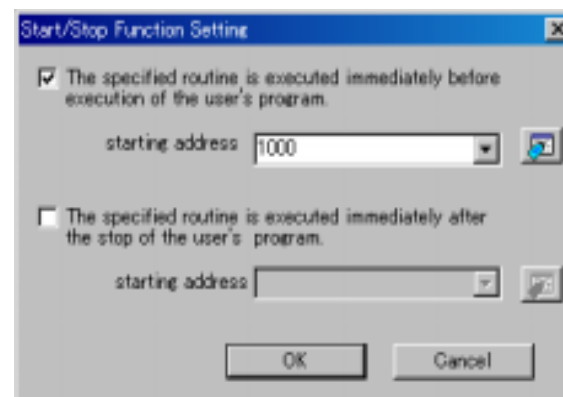 Start/Stop Function Setting
The specified routine is executed immediately before
execution of the user's program.
starting address 1000
The specified routine is executed immediately after
the stop of the user's program.
starting address
OK Cancel